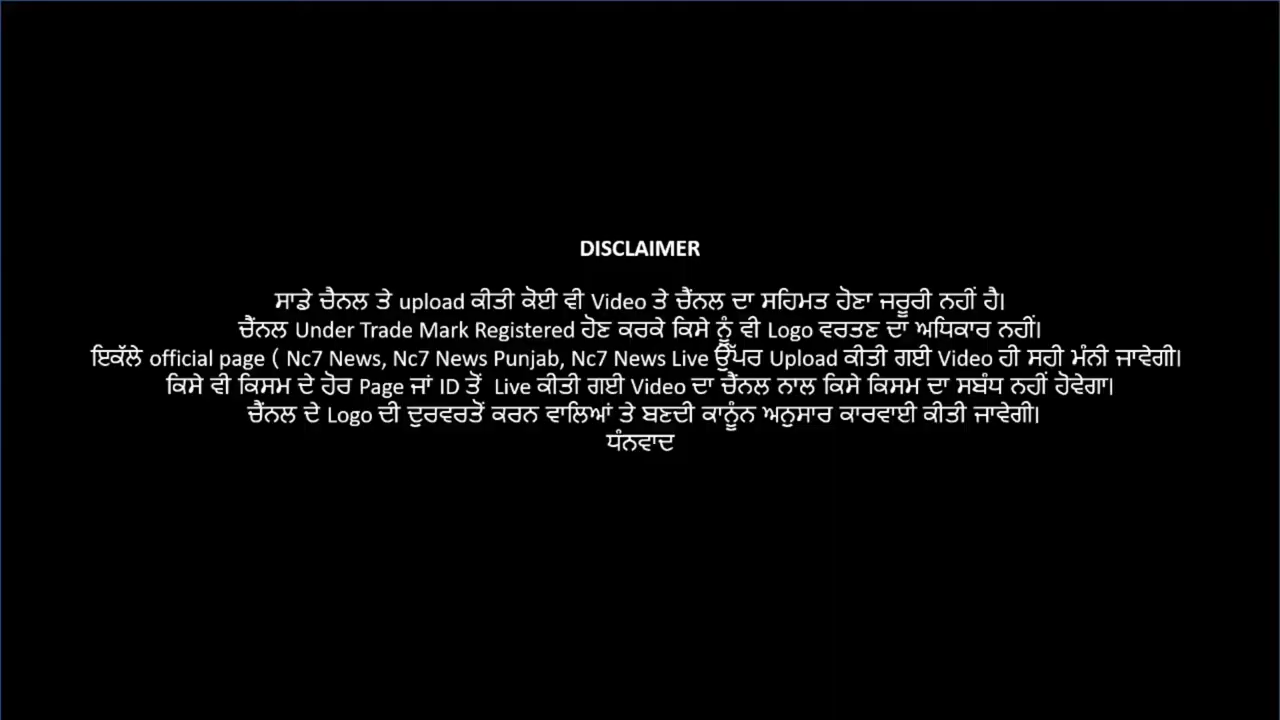 DISCLAIMER
ਸਾਡੇ ਚੈਨਲ ਤੇ upload ਕੀਤੀ ਕੋਈ ਵੀ Video ਤੇ ਚੈਂਨਲ ਦਾ ਸਹਿਮਤ ਹੋਣਾ ਜਰੂਰੀ ਨਹੀਂ ਹੈ।
ਚੈਂਨਲ Under Trade Mark Registered ਹੋਣ ਕਰਕੇ ਕਿਸੇ ਨੂੰ ਵੀ Logo ਵਰਤਣ ਦਾ ਅਧਿਕਾਰ ਨਹੀਂ।
ਇਕੱਲੇ official page ( Nc7 News, Nc7 News Punjab, Nc7 News Live ਉੱਪਰ Upload ਕੀਤੀ ਗਈ Video ਹੀ ਸਹੀ ਮੰਨੀ ਜਾਵੇਗੀ।
ਕਿਸੇ ਵੀ ਕਿਸਮ ਦੇ ਹੋਰ Page ਜਾਂ ID ਤੋਂ Live ਕੀਤੀ ਗਈ Video ਦਾ ਚੈਂਨਲ ਨਾਲ ਕਿਸੇ ਕਿਸਮ ਦਾ ਸਬੰਧ ਨਹੀਂ ਹੋਵੇਗਾ।
ਚੈਂਨਲ ਦੇ Logo ਦੀ ਦੁਰਵਰਤੋਂ ਕਰਨ ਵਾਲਿਆਂ ਤੇ ਬਣਦੀ ਕਾਨੂੰਨ ਅਨੁਸਾਰ ਕਾਰਵਾਈ ਕੀਤੀ ਜਾਵੇਗੀ।
ਧੰਨਵਾਦ